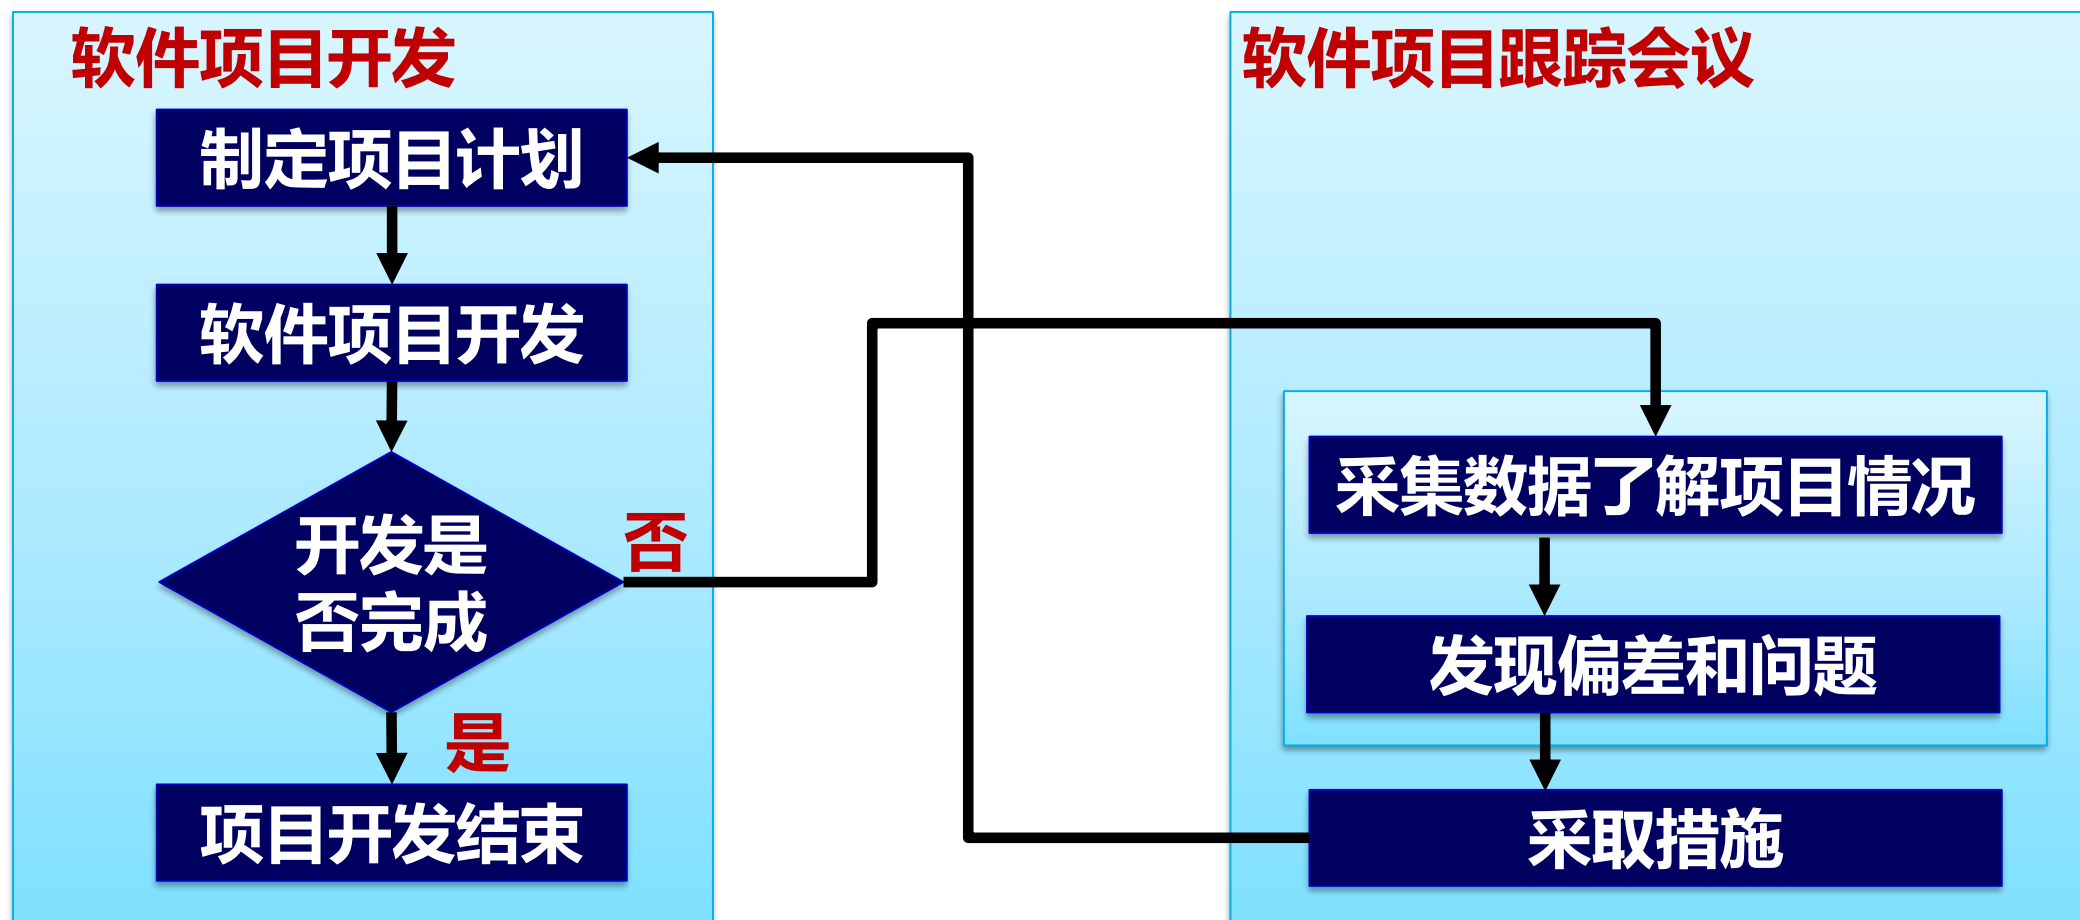 软件项目开发
制定项目计划
软件项目开发
开发是
否完成
否
是
项目开发结束
软件项目跟踪会议
采集数据了解项目情况
发现偏差和问题
采取措施